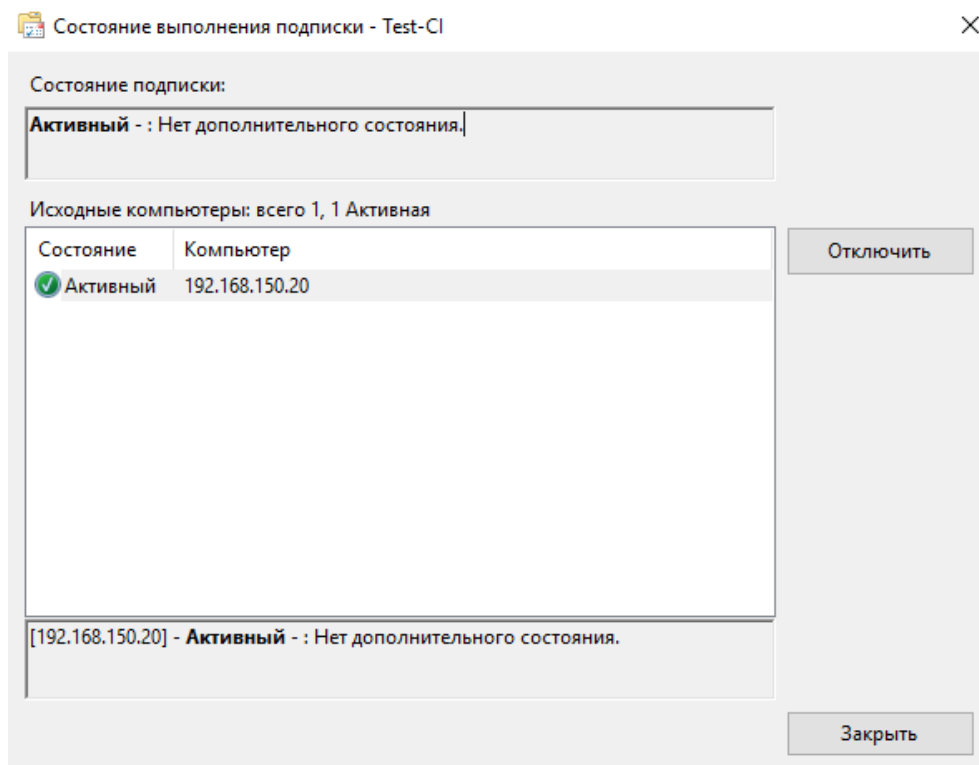 Состояние выполнения подписки - Test-CI
Состояние подписки:
Активный - : Нет дополнительного состояния.
Исходные компьютеры: всего 1, 1 Активная
Состояние Компьютер
Отключить
Активный 192.168.150.20
[192.168.150.20] - Активный - : Нет дополнительного состояния.
Закрыть